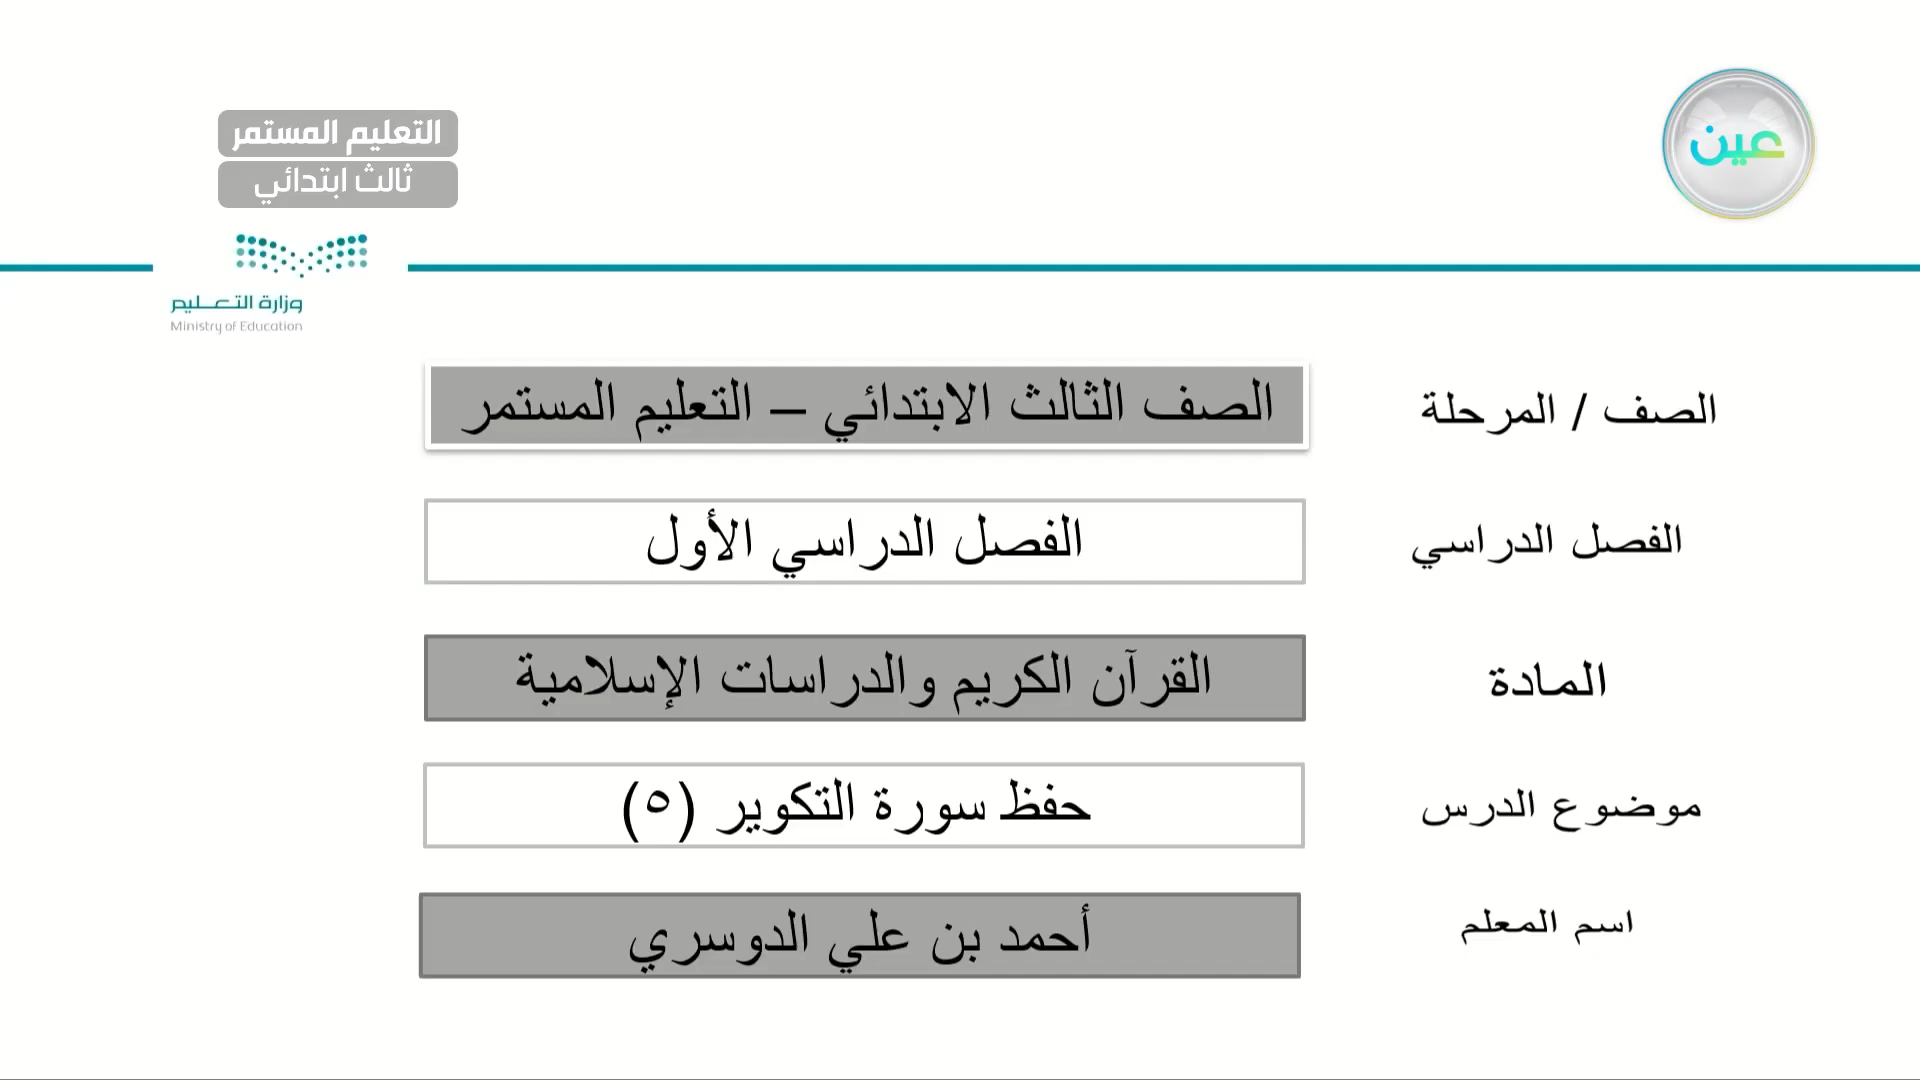 عين
التعليم المستمر
ثالث ابتدائي
وزارة التعـــليم
Ministry of Education
الصف / المرحلة
الصف الثالث الابتدائي – التعليم المستمر
الفصل الدراسي
الفصل الدراسي الأول
المادة
القرآن الكريم والدراسات الإسلامية
موضوع الدرس
حفظ سورة التكوير (٥)
اسم المعلم
أحمد بن علي الدوسري